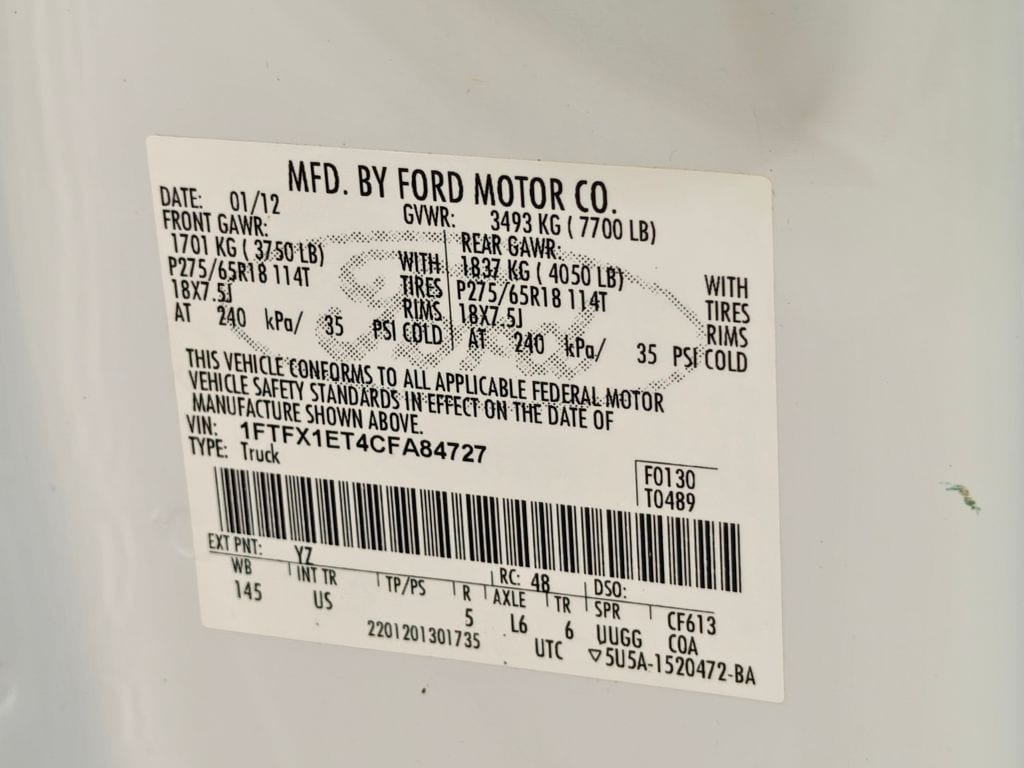 MFD. BY FORD MOTOR CO.
DATE: 01/12 GVWR: 3493 KG ( 7700 LB)
FRONT GAWR: REAR GAWR:
1701 KG ( 3750 LB) WITH 1837 KG ( 4050 LB) WITH
P275/65R18 114T TIRES P275/65R18 114T TIRES
18X7.5J RIMS 18X7.5J RIMS
AT 240 kPa/ 35 PSI COLD AT 240 kPa/ 35 PSI COLD
Ford
THIS VEHICLE CONFORMS TO ALL APPLICABLE FEDERAL MOTOR
VEHICLE SAFETY STANDARDS IN EFFECT ON THE DATE OF
MANUFACTURE SHOWN ABOVE.
VIN: 1FTFX1ET4CFA84727
TYPE: Truck
F0130
T0489
EXT PNT: YZ RC: 48 DSO:
WB INT TR TP/PS R AXLE TR SPR CF613
145 US 5 L6 6 UUGG COA
2201201301735 UTC ▽5U5A-1520472-BA